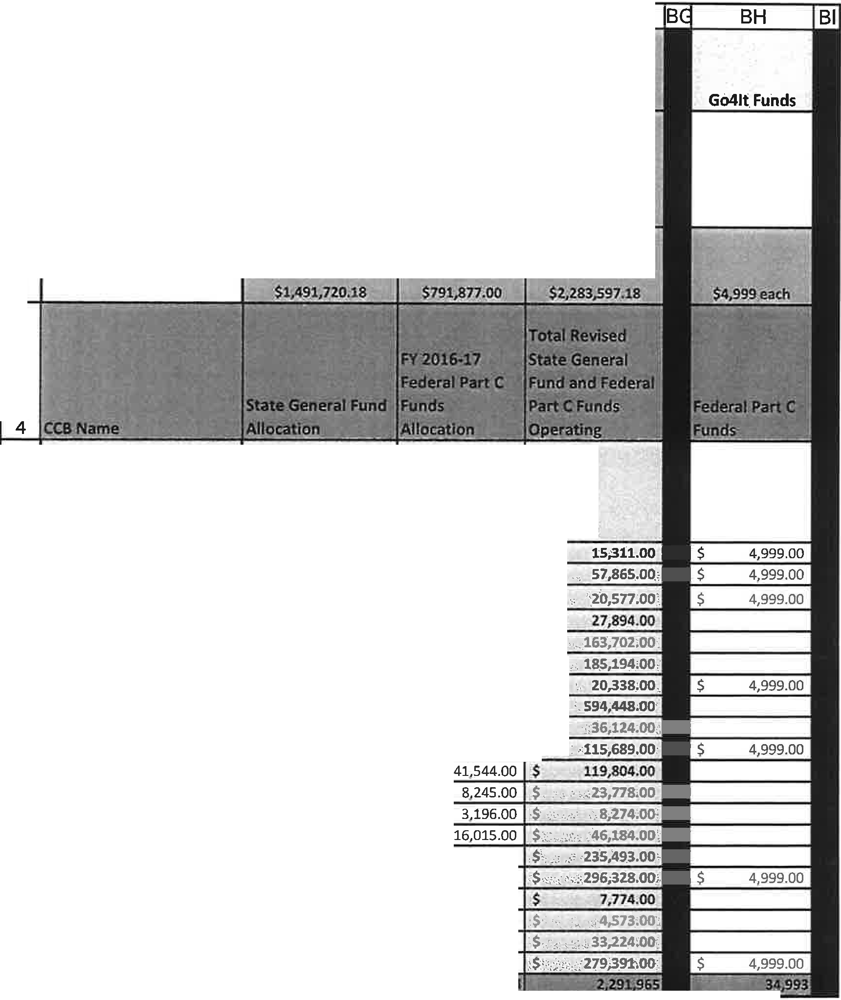 BG BH BI
Go4It Funds
$1,491,720.18 $791,877.00 $2,283,597.18 $4,999 each
4 CCB Name
State General Fund
Allocation
FY 2016-17
Federal Part C
Funds
Allocation
Total Revised
State General
Fund and Federal
Part C Funds
Operating
Federal Part C
Funds
15,311.00 $ 4,999.00
57,865.00 $ 4,999.00
20,577.00 $ 4,999.00
27,894.00
163,702.00
185,194.00
20,338.00 $ 4,999.00
594,448.00
36,124.00
115,689.00 $ 4,999.00
41,544.00 $ 119,804.00
8,245.00 $ 23,778.00
3,196.00 $ 8,274.00
16,015.00 $ 46,184.00
$ 235,493.00
$ 296,328.00 $ 4,999.00
$ 7,774.00
$ 4,573.00
$ 33,224.00
$ 279,391.00 $ 4,999.00
2,291,965 34,993